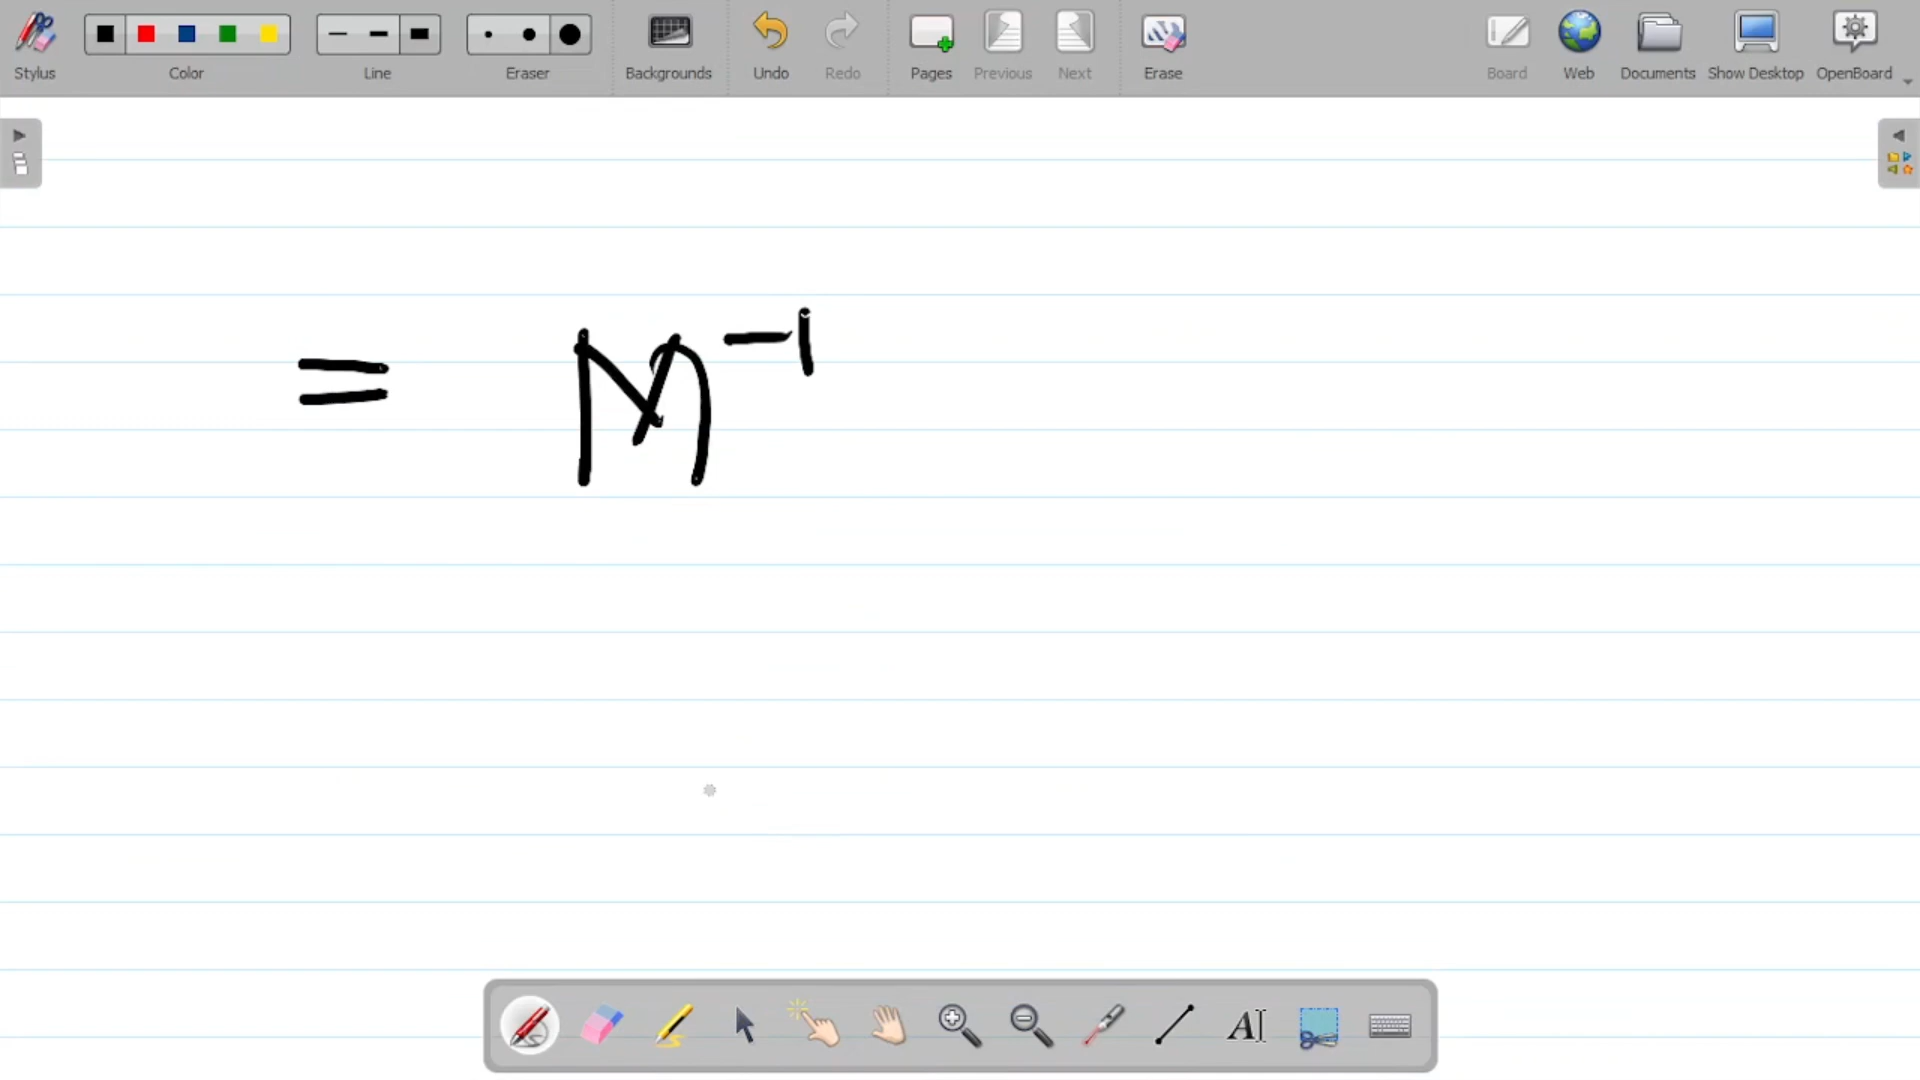 Stylus Color Line Eraser Backgrounds Undo Redo Pages Previous Next Erase Board Web Documents Show Desktop OpenBoard
= M⁻¹